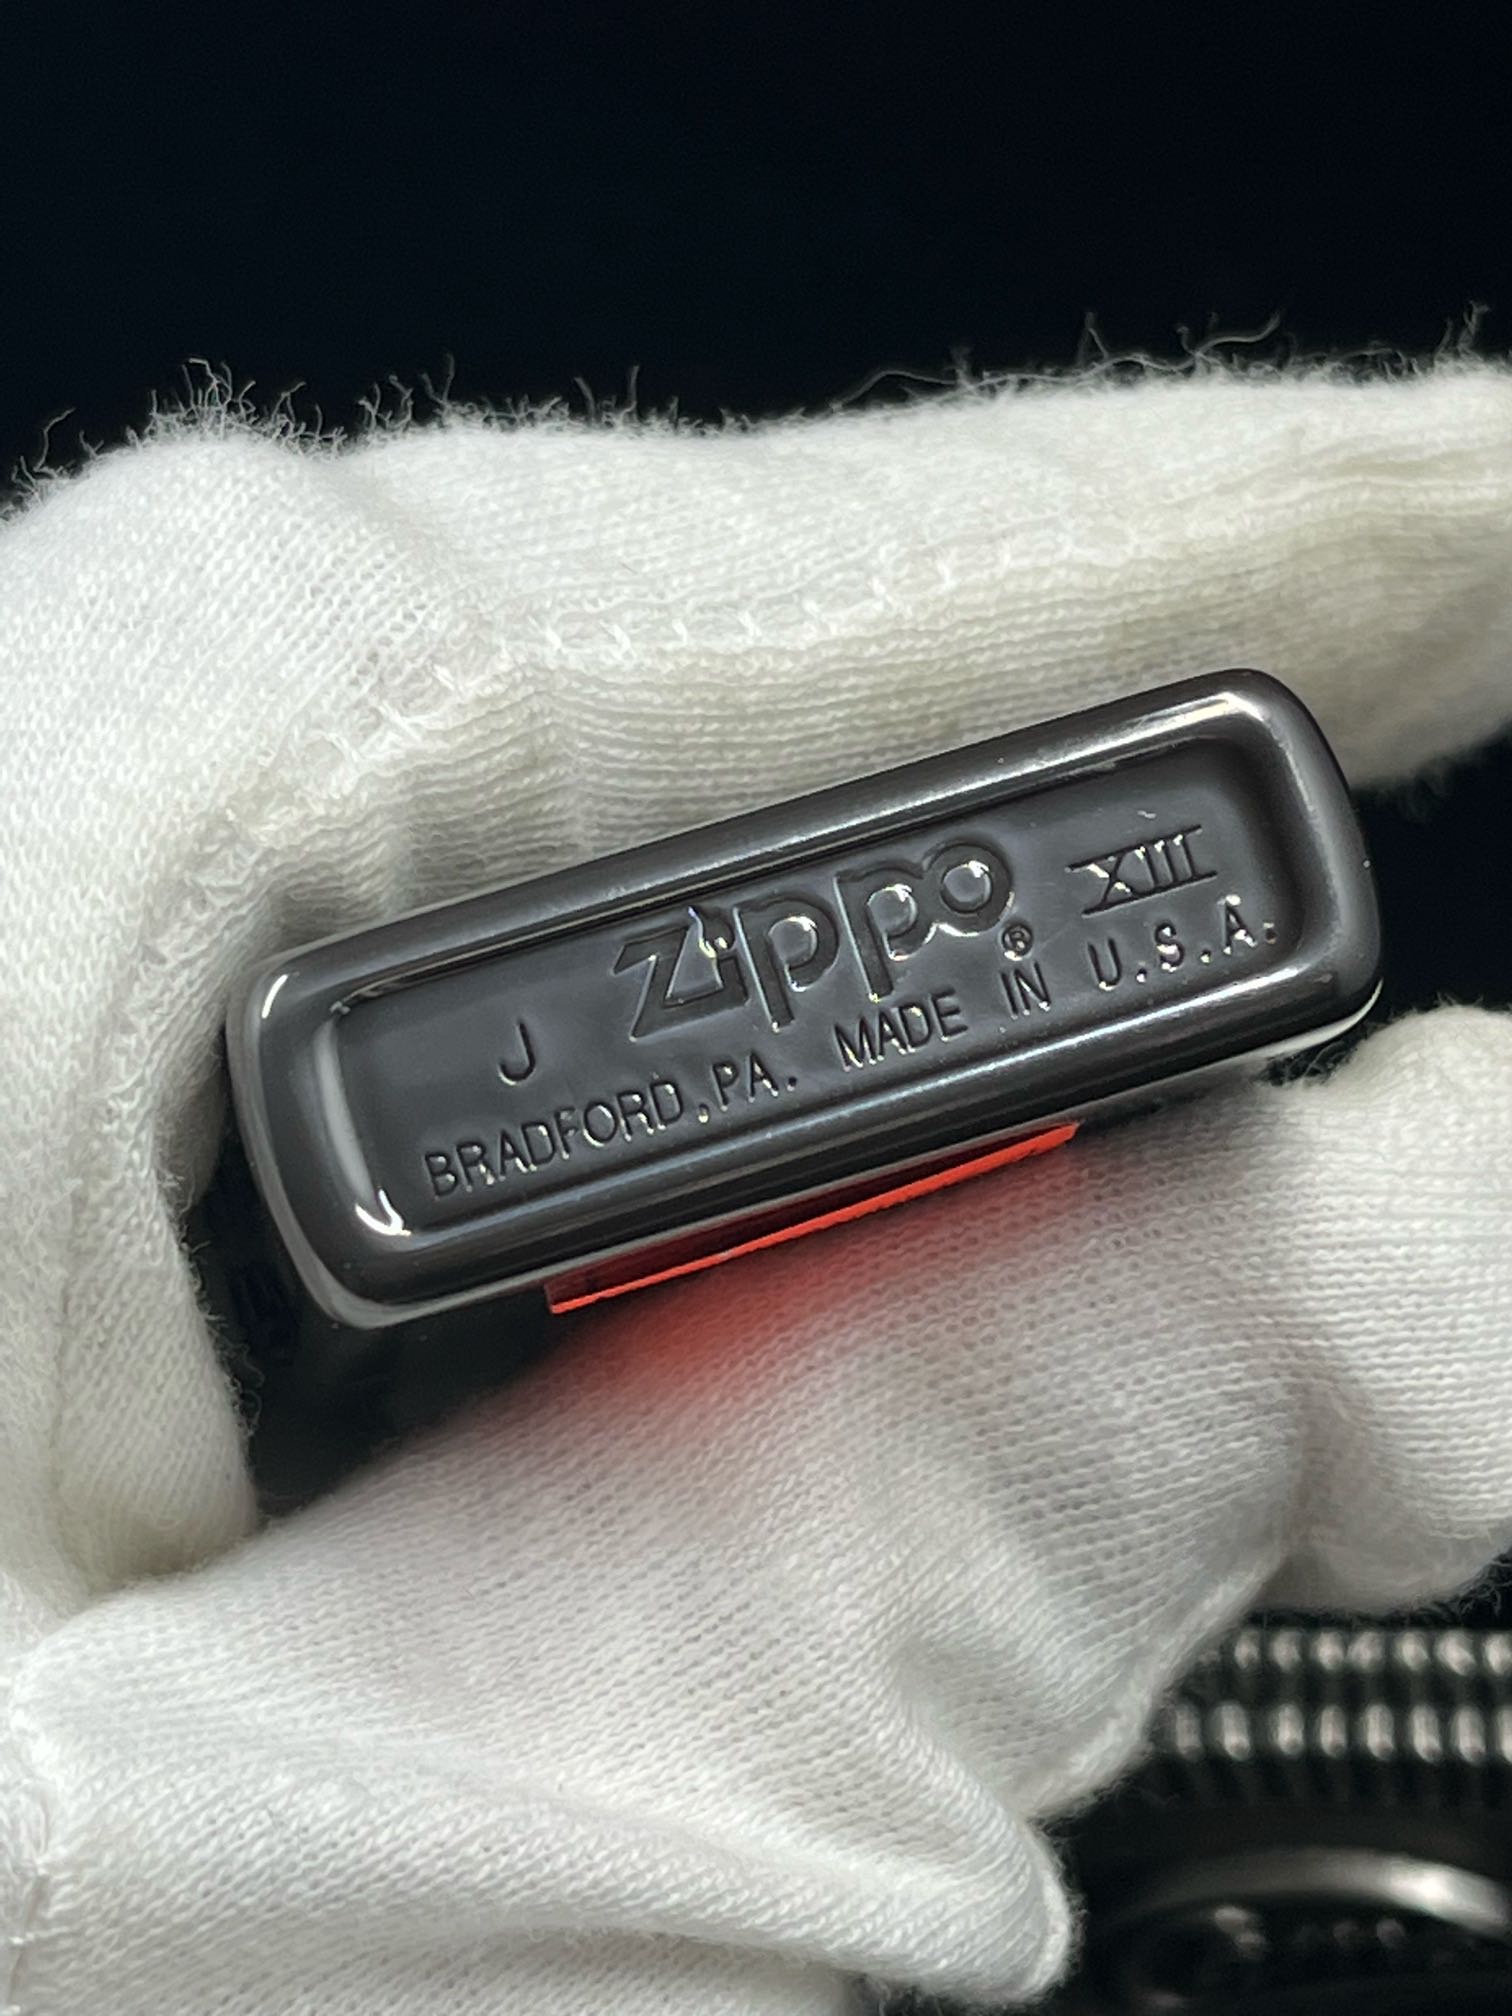 J Zippo® XIII
BRADFORD, PA. MADE IN U.S.A.